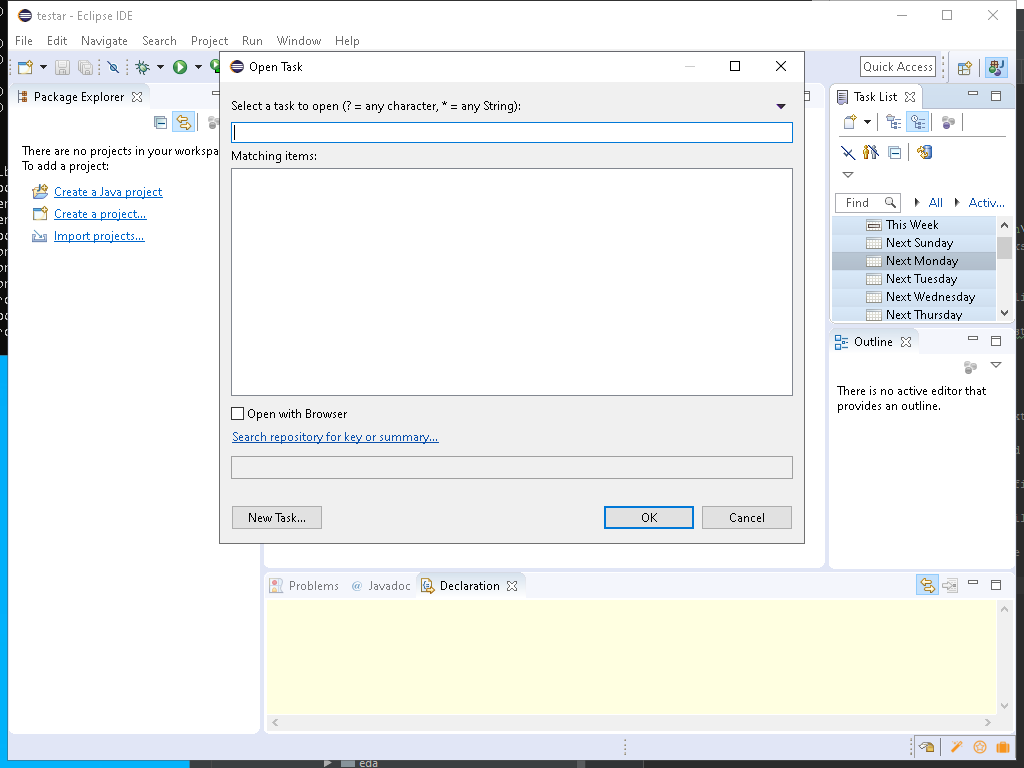 testar - Eclipse IDE
File Edit Navigate Search Project Run Window Help
Quick Access
Package Explorer
There are no projects in your workspa
To add a project:
Create a Java project
Create a project...
Import projects...
Open Task
Select a task to open (? = any character, * = any String):
Matching items:
Open with Browser
Search repository for key or summary...
New Task...
OK
Cancel
Task List
Find
All
Activ...
This Week
Next Sunday
Next Monday
Next Tuesday
Next Wednesday
Next Thursday
Outline
There is no active editor that
provides an outline.
Problems
@ Javadoc
Declaration
eda